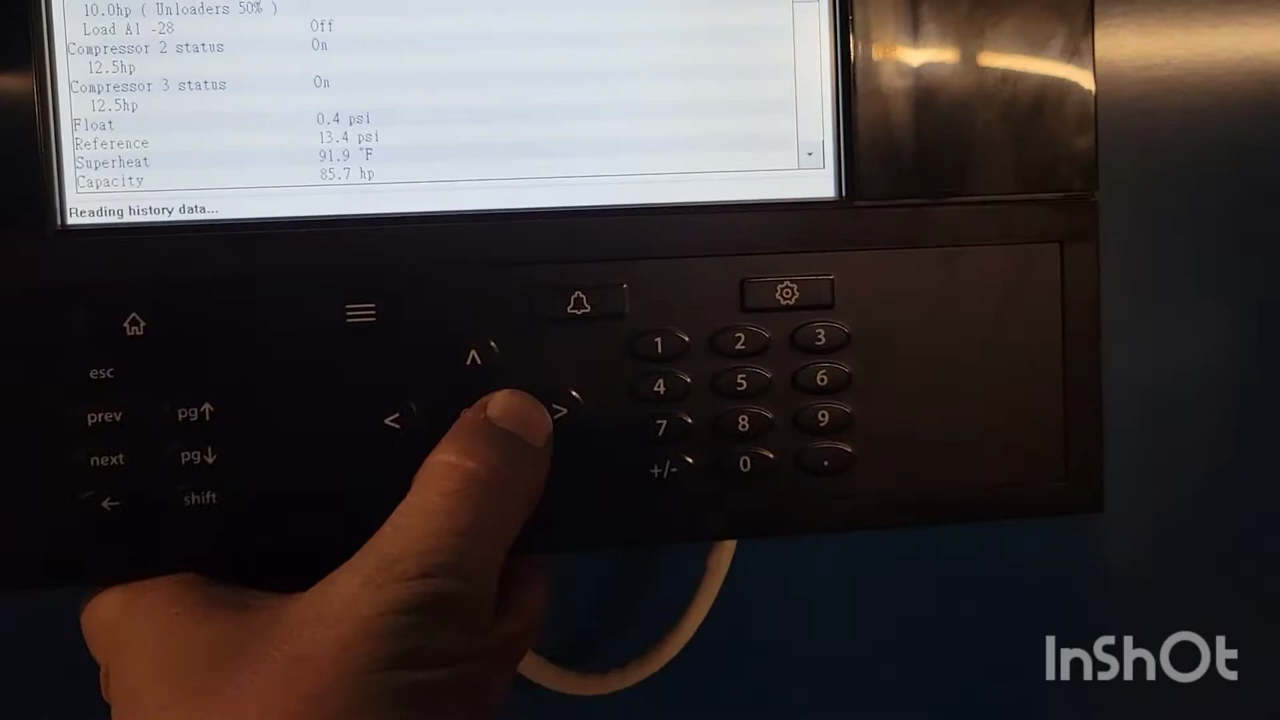 10.0hp ( Unloaders 50% )
Load A1 -28 Off
Compressor 2 status On
12.5hp
Compressor 3 status On
12.5hp
Float 0.4 psi
Reference 13.4 psi
Superheat 91.9 °F
Capacity 85.7 hp
Reading history data...
esc
prev pg↑
next pg↓
← shift
< ^ >
1 2 3
4 5 6
7 8 9
+/- 0 .
InShOt